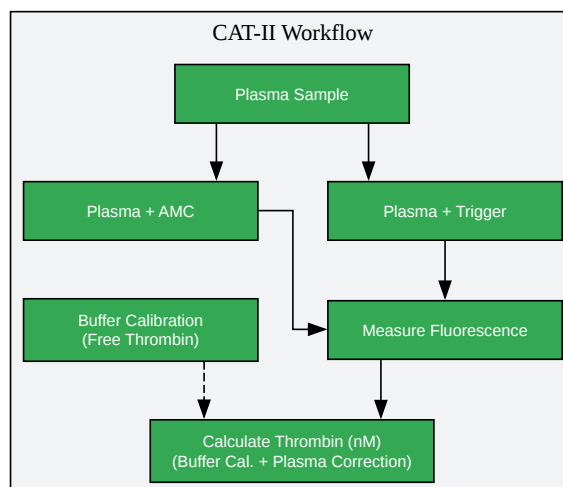 CAT-II Workflow
Plasma Sample
Plasma + AMC
Plasma + Trigger
Buffer Calibration
(Free Thrombin)
Measure Fluorescence
Calculate Thrombin (nM)
(Buffer Cal. + Plasma Correction)